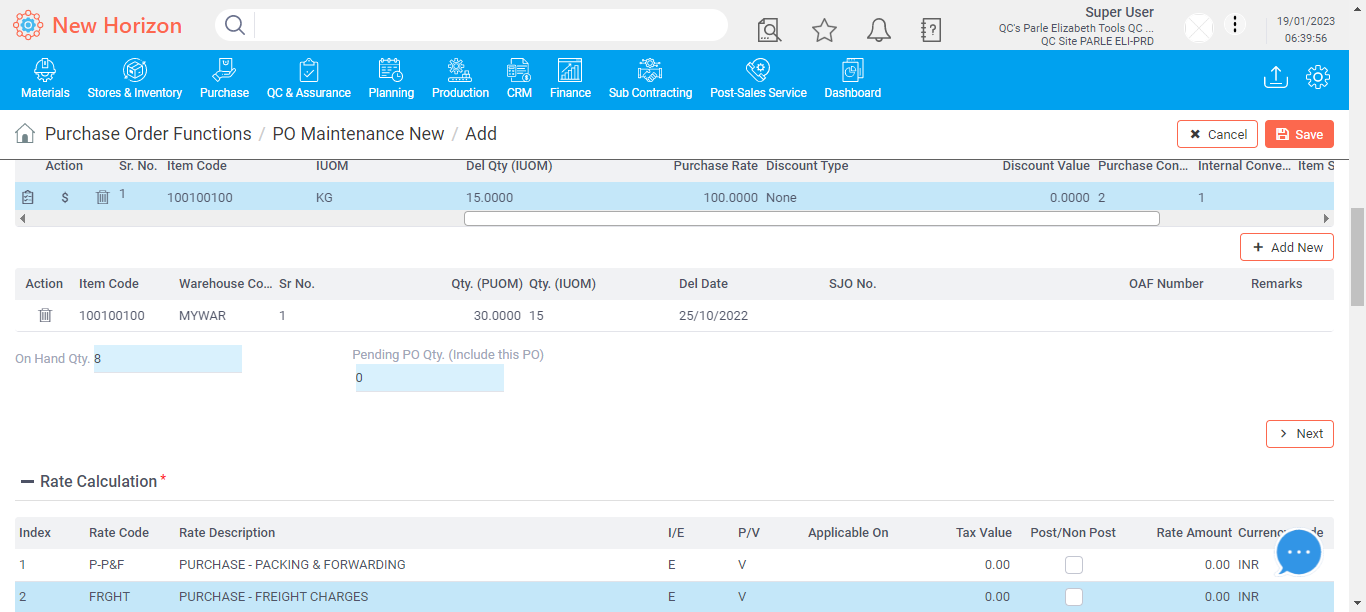 New Horizon
Super User
QC's Parle Elizabeth Tools QC ...
QC Site PARLE ELI-PRD
19/01/2023
06:39:56
Materials Stores & Inventory Purchase QC & Assurance Planning Production CRM Finance Sub Contracting Post-Sales Service Dashboard
Purchase Order Functions / PO Maintenance New / Add
Cancel Save
Action Sr. No. Item Code IUOM Del Qty (IUOM) Purchase Rate Discount Type Discount Value Purchase Con... Internal Conve... Item S
$ 1 100100100 KG 15.0000 100.0000 None 0.0000 2 1
+ Add New
Action Item Code Warehouse Co... Sr No. Qty. (PUOM) Qty. (IUOM) Del Date SJO No. OAF Number Remarks
100100100 MYWAR 1 30.0000 15 25/10/2022
On Hand Qty. 8
Pending PO Qty. (Include this PO)
0
> Next
Rate Calculation *
Index Rate Code Rate Description I/E P/V Applicable On Tax Value Post/Non Post Rate Amount Currency
1 P-P&F PURCHASE - PACKING & FORWARDING E V 0.00 0.00 INR
2 FRGHT PURCHASE - FREIGHT CHARGES E V 0.00 0.00 INR